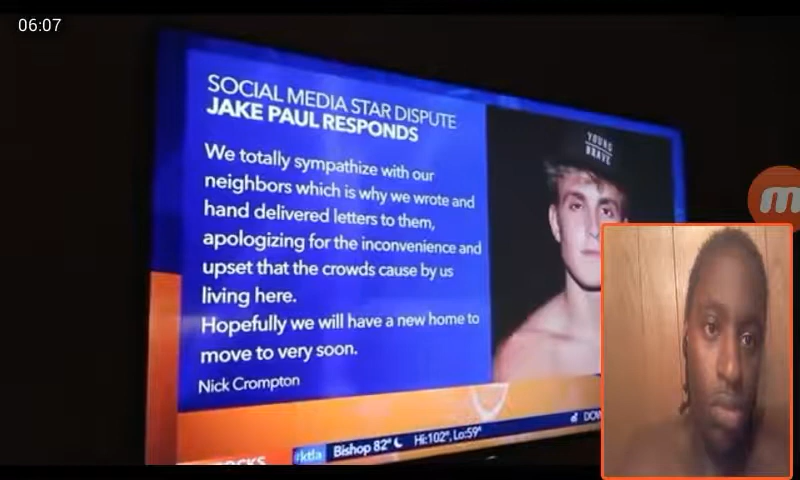 06:07
SOCIAL MEDIA STAR DISPUTE
JAKE PAUL RESPONDS
We totally sympathize with our
neighbors which is why we wrote and
hand delivered letters to them,
apologizing for the inconvenience and
upset that the crowds cause by us
living here.
Hopefully we will have a new home to
move to very soon.
Nick Crompton
YOUNG
BRAVE
#ktla Bishop 82° Hi:102°, Lo:59°
m